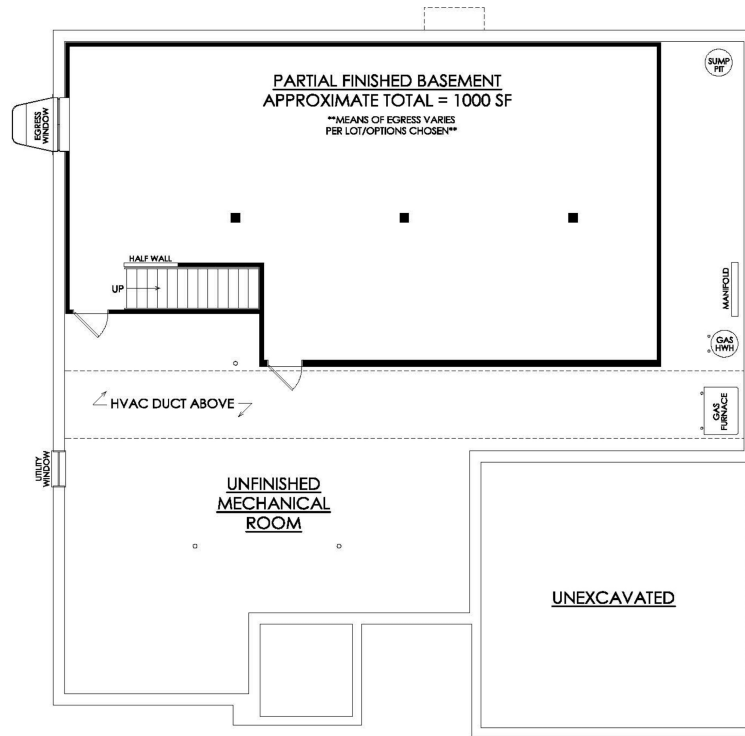 PARTIAL FINISHED BASEMENT
APPROXIMATE TOTAL = 1000 SF
**MEANS OF EGRESS VARIES
PER LOT/OPTIONS CHOSEN**
SUMP
PIT
EGRESS
WINDOW
HALF WALL
UP
MANIFOLD
GAS
HWH
HVAC DUCT ABOVE
GAS
FURNACE
UTILITY
WINDOW
UNFINISHED
MECHANICAL
ROOM
UNEXCAVATED